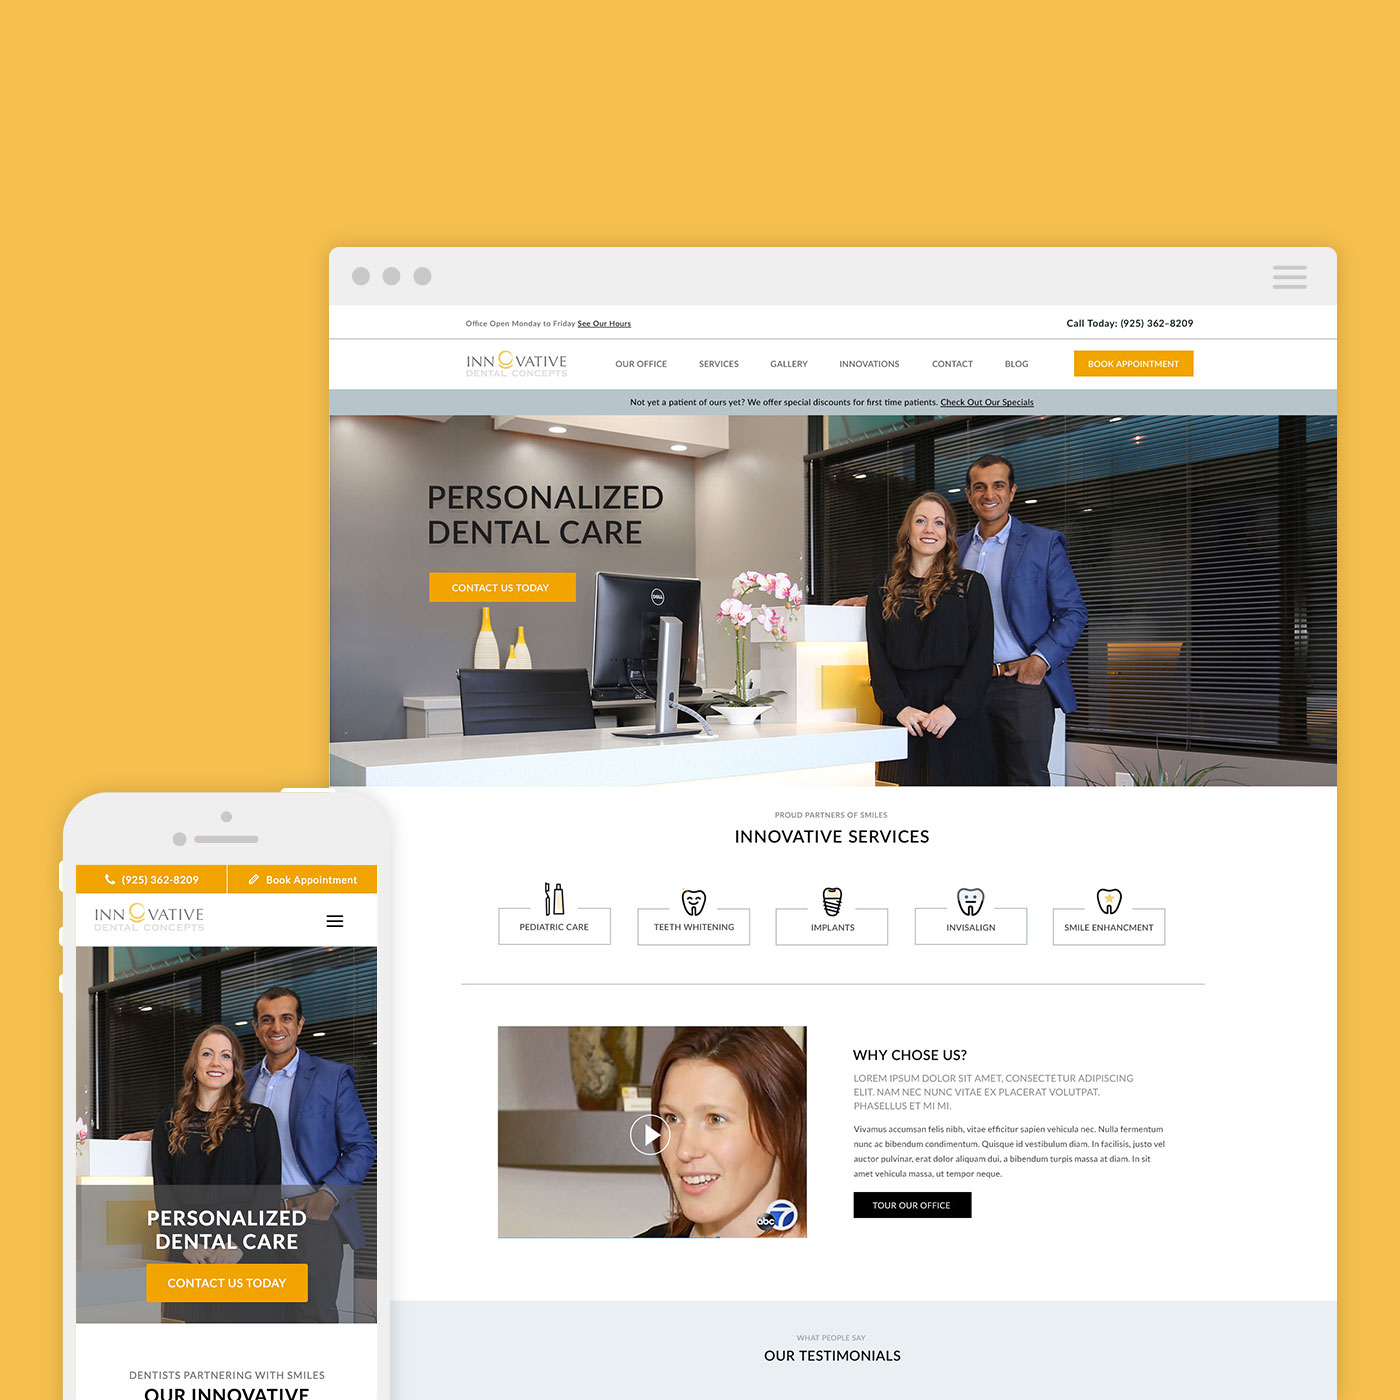 Office Open Monday to Friday See Our Hours
Call Today: (925) 362-8209
INNOVATIVE
DENTAL CONCEPTS
OUR OFFICE SERVICES GALLERY INNOVATIONS CONTACT BLOG BOOK APPOINTMENT
Not yet a patient of ours yet? We offer special discounts for first time patients. Check Out Our Specials
PERSONALIZED
DENTAL CARE
CONTACT US TODAY
DELL
PROUD PARTNERS OF SMILES
INNOVATIVE SERVICES
PEDIATRIC CARE TEETH WHITENING IMPLANTS INVISALIGN SMILE ENHANCMENT
abc 7
WHY CHOSE US?
LOREM IPSUM DOLOR SIT AMET, CONSECTETUR ADIPISCING
ELIT. NAM NEC NUNC VITAE EX PLACERAT VOLUTPAT.
PHASELLUS ET MI MI.
Vivamus accumsan felis nibh, vitae efficitur sapien vehicula nec. Nulla fermentum
nunc ac bibendum condimentum. Quisque id vestibulum diam. In facilisis, justo vel
auctor pulvinar, erat dolor aliquam dui, a bibendum turpis massa at diam. In sit
amet vehicula massa, ut tempor neque.
TOUR OUR OFFICE
WHAT PEOPLE SAY
OUR TESTIMONIALS
(925) 362-8209 Book Appointment
INNOVATIVE
DENTAL CONCEPTS
PERSONALIZED
DENTAL CARE
CONTACT US TODAY
DENTISTS PARTNERING WITH SMILES
OUR INNOVATIVE